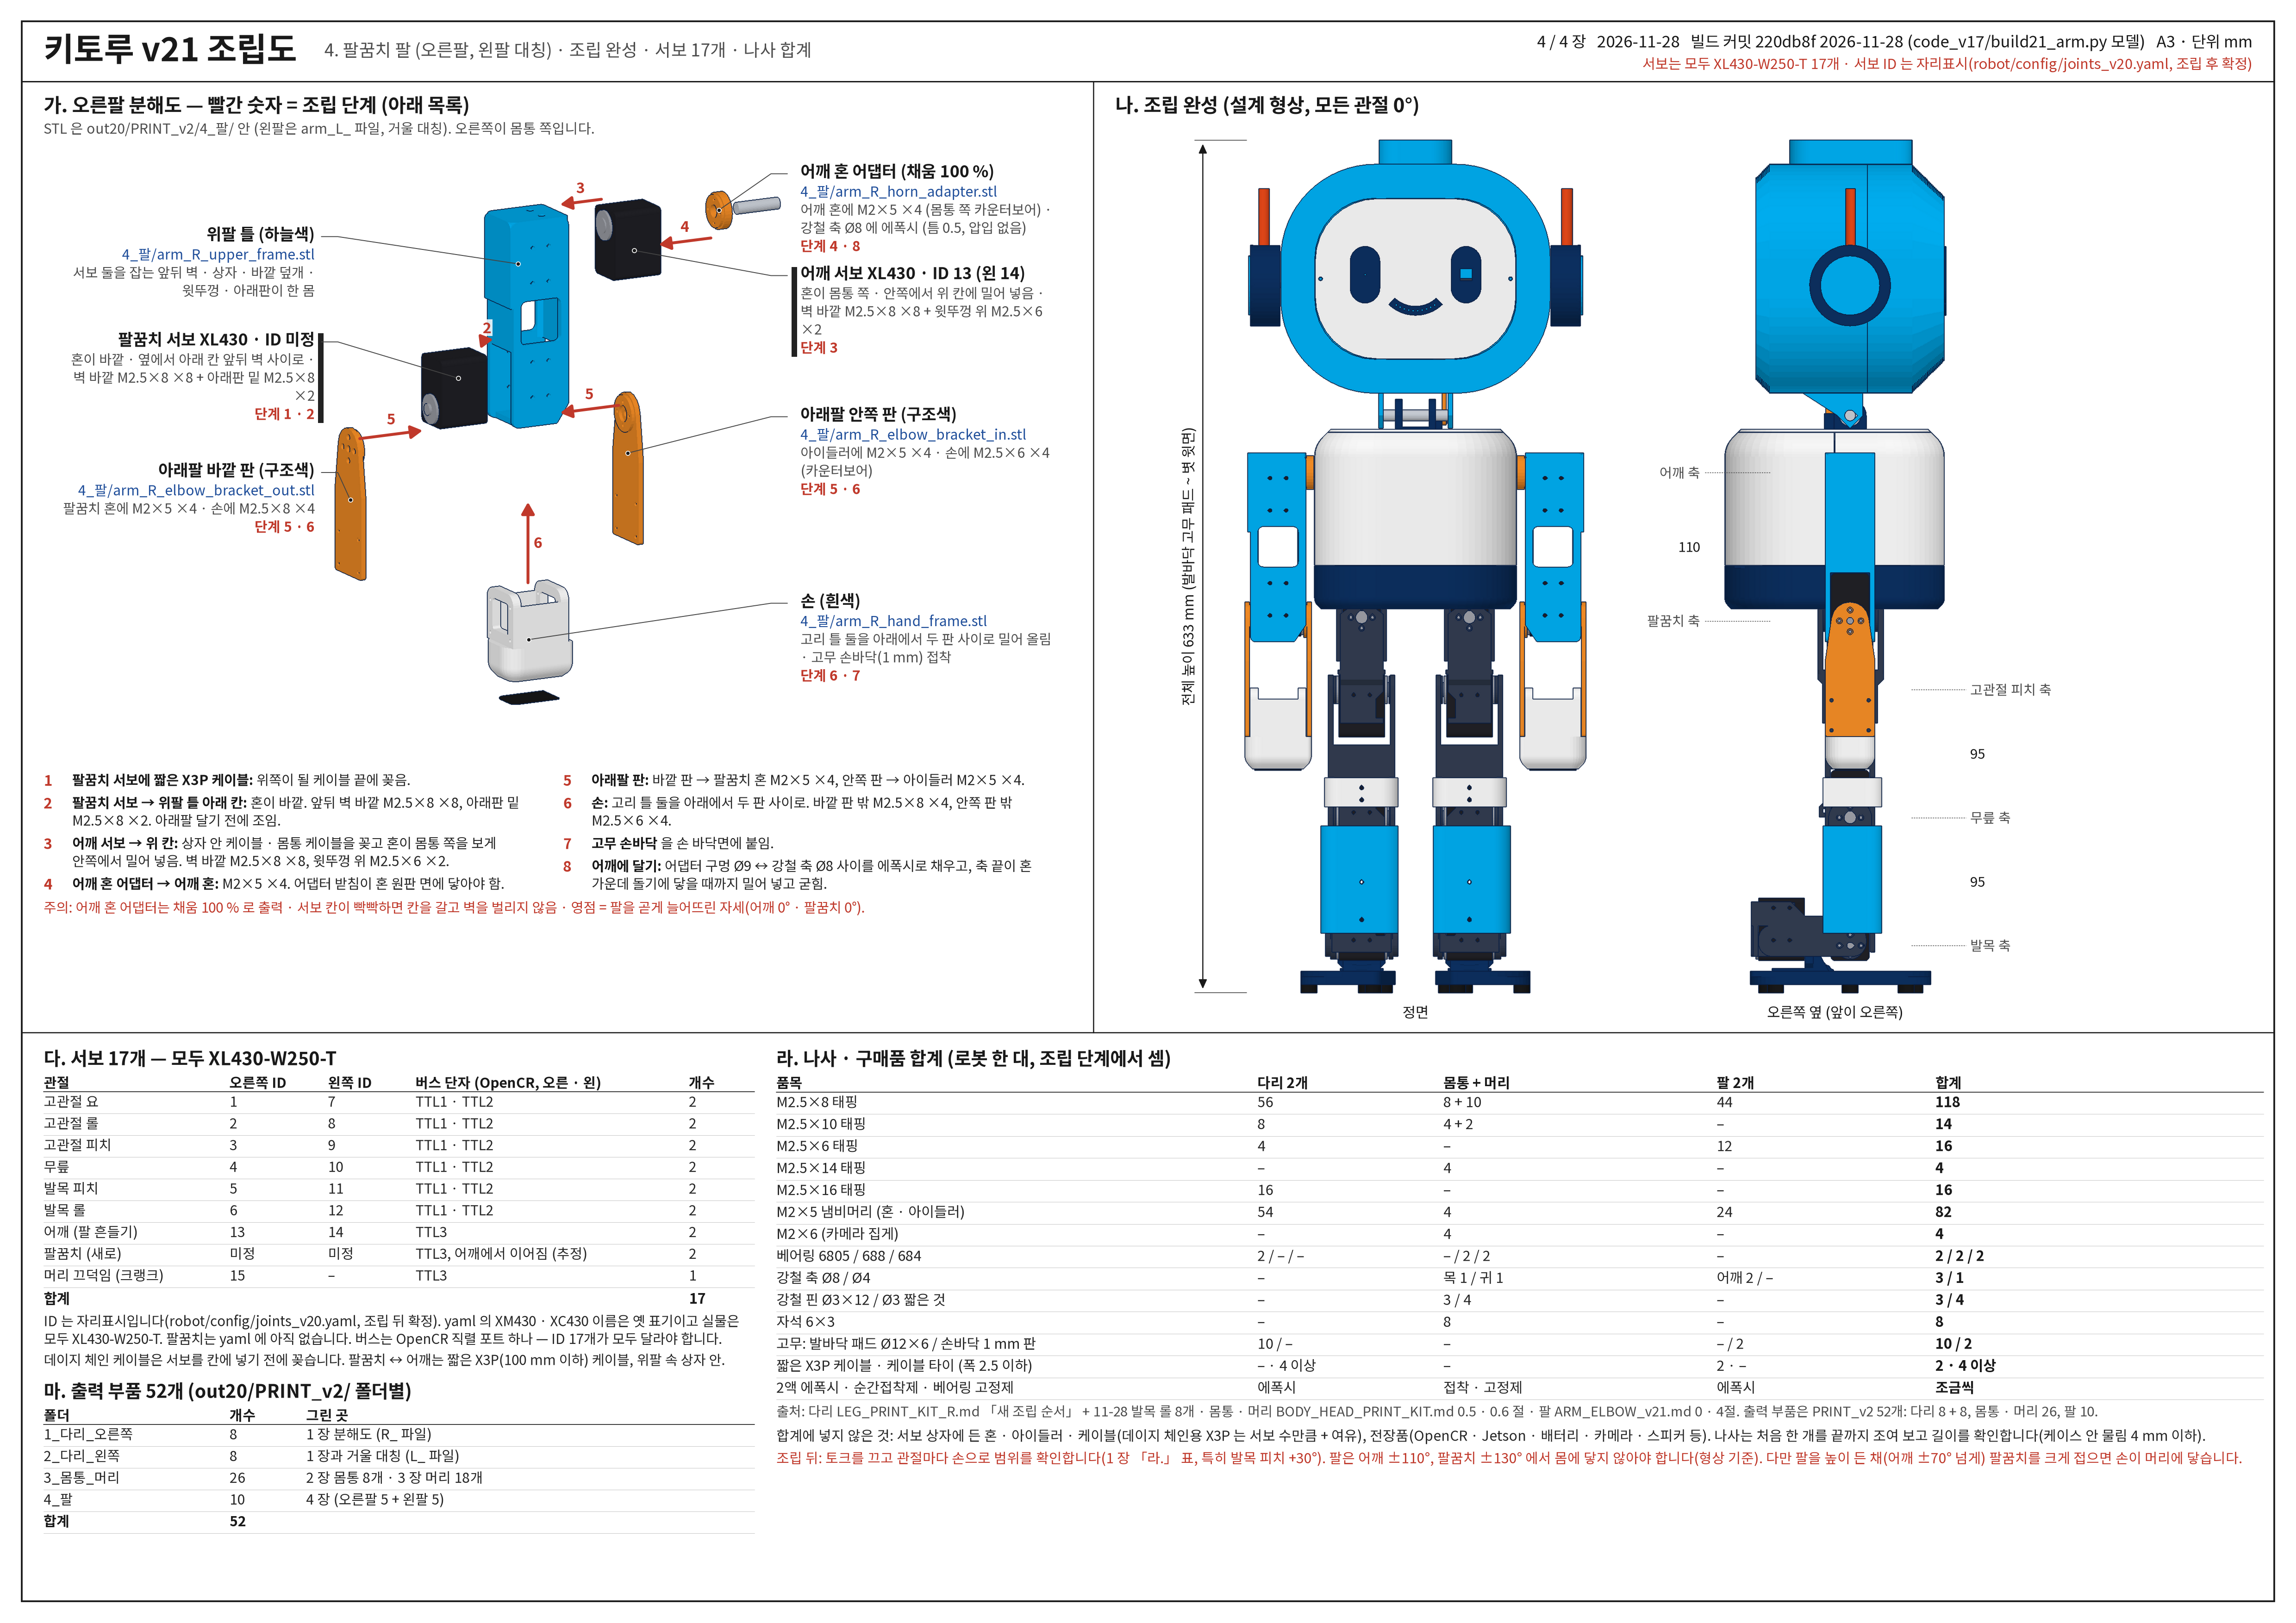 키토루 v21 조립도
4. 팔꿈치 팔 (오른팔, 왼팔 대칭) · 조립 완성 · 서보 17개 · 나사 합계
4 / 4 장 2026-11-28 빌드 커밋 220db8f 2026-11-28 (code_v17/build21_arm.py 모델) A3 · 단위 mm
서보는 모두 XL430-W250-T 17개 · 서보 ID 는 자리표시(robot/config/joints_v20.yaml, 조립 후 확정)
가. 오른팔 분해도 — 빨간 숫자 = 조립 단계 (아래 목록)
STL 은 out20/PRINT_v2/4_팔/ 안 (왼팔은 arm_L_ 파일, 거울 대칭). 오른쪽이 몸통 쪽입니다.
위팔 틀 (하늘색)
4_팔/arm_R_upper_frame.stl
서보 둘을 잡는 앞뒤 벽 · 상자 · 바깥 덮개 ·
윗뚜껑 · 아래판이 한 몸
팔꿈치 서보 XL430 · ID 미정
혼이 바깥 · 옆에서 아래 칸 앞뒤 벽 사이로 ·
벽 바깥 M2.5×8 ×8 + 아래판 밑 M2.5×8
×2
단계 1 · 2
아래팔 바깥 판 (구조색)
4_팔/arm_R_elbow_bracket_out.stl
팔꿈치 혼에 M2×5 ×4 · 손에 M2.5×8 ×4
단계 5 · 6
3
4
2
5
5
6
어깨 혼 어댑터 (채움 100 %)
4_팔/arm_R_horn_adapter.stl
어깨 혼에 M2×5 ×4 (몸통 쪽 카운터보어) ·
강철 축 Ø8 에 에폭시 (틈 0.5, 압입 없음)
단계 4 · 8
어깨 서보 XL430 · ID 13 (왼 14)
혼이 몸통 쪽 · 안쪽에서 위 칸에 밀어 넣음 ·
벽 바깥 M2.5×8 ×8 + 윗뚜껑 위 M2.5×6
×2
단계 3
아래팔 안쪽 판 (구조색)
4_팔/arm_R_elbow_bracket_in.stl
아이들러에 M2×5 ×4 · 손에 M2.5×6 ×4
(카운터보어)
단계 5 · 6
손 (흰색)
4_팔/arm_R_hand_frame.stl
고리 틀 둘을 아래에서 두 판 사이로 밀어 올림
· 고무 손바닥(1 mm) 접착
단계 6 · 7
1 팔꿈치 서보에 짧은 X3P 케이블: 위쪽이 될 케이블 끝에 꽂음.
2 팔꿈치 서보 → 위팔 틀 아래 칸: 혼이 바깥. 앞뒤 벽 바깥 M2.5×8 ×8, 아래판 밑
M2.5×8 ×2. 아래팔 달기 전에 조임.
3 어깨 서보 → 위 칸: 상자 안 케이블 · 몸통 케이블을 꽂고 혼이 몸통 쪽을 보게
안쪽에서 밀어 넣음. 벽 바깥 M2.5×8 ×8, 윗뚜껑 위 M2.5×6 ×2.
4 어깨 혼 어댑터 → 어깨 혼: M2×5 ×4. 어댑터 받침이 혼 원판 면에 닿아야 함.
5 아래팔 판: 바깥 판 → 팔꿈치 혼 M2×5 ×4, 안쪽 판 → 아이들러 M2×5 ×4.
6 손: 고리 틀 둘을 아래에서 두 판 사이로. 바깥 판 밖 M2.5×8 ×4, 안쪽 판 밖
M2.5×6 ×4.
7 고무 손바닥 을 손 바닥면에 붙임.
8 어깨에 달기: 어댑터 구멍 Ø9 ↔ 강철 축 Ø8 사이를 에폭시로 채우고, 축 끝이 혼
가운데 돌기에 닿을 때까지 밀어 넣고 굳힘.
주의: 어깨 혼 어댑터는 채움 100 % 로 출력 · 서보 칸이 빡빡하면 칸을 갈고 벽을 벌리지 않음 · 영점 = 팔을 곧게 늘어뜨린 자세(어깨 0° · 팔꿈치 0°).
나. 조립 완성 (설계 형상, 모든 관절 0°)
전체 높이 633 mm (발바닥 고무 패드 ~ 볏 윗면)
어깨 축
110
팔꿈치 축
고관절 피치 축
95
무릎 축
95
발목 축
정면
오른쪽 옆 (앞이 오른쪽)
다. 서보 17개 — 모두 XL430-W250-T
관절 오른쪽 ID 왼쪽 ID 버스 단자 (OpenCR, 오른 · 왼) 개수
고관절 요 1 7 TTL1 · TTL2 2
고관절 롤 2 8 TTL1 · TTL2 2
고관절 피치 3 9 TTL1 · TTL2 2
무릎 4 10 TTL1 · TTL2 2
발목 피치 5 11 TTL1 · TTL2 2
발목 롤 6 12 TTL1 · TTL2 2
어깨 (팔 흔들기) 13 14 TTL3 2
팔꿈치 (새로) 미정 미정 TTL3, 어깨에서 이어짐 (추정) 2
머리 끄덕임 (크랭크) 15 – TTL3 1
합계 17
ID 는 자리표시입니다(robot/config/joints_v20.yaml, 조립 뒤 확정). yaml 의 XM430 · XC430 이름은 옛 표기이고 실물은
모두 XL430-W250-T. 팔꿈치는 yaml 에 아직 없습니다. 버스는 OpenCR 직렬 포트 하나 — ID 17개가 모두 달라야 합니다.
데이지 체인 케이블은 서보를 칸에 넣기 전에 꽂습니다. 팔꿈치 ↔ 어깨는 짧은 X3P(100 mm 이하) 케이블, 위팔 속 상자 안.
마. 출력 부품 52개 (out20/PRINT_v2/ 폴더별)
폴더 개수 그린 곳
1_다리_오른쪽 8 1 장 분해도 (R_ 파일)
2_다리_왼쪽 8 1 장과 거울 대칭 (L_ 파일)
3_몸통_머리 26 2 장 몸통 8개 · 3 장 머리 18개
4_팔 10 4 장 (오른팔 5 + 왼팔 5)
합계 52
라. 나사 · 구매품 합계 (로봇 한 대, 조립 단계에서 셈)
품목 다리 2개 몸통 + 머리 팔 2개 합계
M2.5×8 태핑 56 8 + 10 44 118
M2.5×10 태핑 8 4 + 2 – 14
M2.5×6 태핑 4 – 12 16
M2.5×14 태핑 – 4 – 4
M2.5×16 태핑 16 – – 16
M2×5 냄비머리 (혼 · 아이들러) 54 4 24 82
M2×6 (카메라 집게) – 4 – 4
베어링 6805 / 688 / 684 2 / – / – – / 2 / 2 – 2 / 2 / 2
강철 축 Ø8 / Ø4 – 목 1 / 귀 1 어깨 2 / – 3 / 1
강철 핀 Ø3×12 / Ø3 짧은 것 – 3 / 4 – 3 / 4
자석 6×3 – 8 – 8
고무: 발바닥 패드 Ø12×6 / 손바닥 1 mm 판 10 / – – – / 2 10 / 2
짧은 X3P 케이블 · 케이블 타이 (폭 2.5 이하) – · 4 이상 – 2 · – 2 · 4 이상
2액 에폭시 · 순간접착제 · 베어링 고정제 에폭시 접착 · 고정제 에폭시 조금씩
출처: 다리 LEG_PRINT_KIT_R.md 「새 조립 순서」 + 11-28 발목 롤 8개 · 몸통 · 머리 BODY_HEAD_PRINT_KIT.md 0.5 · 0.6 절 · 팔 ARM_ELBOW_v21.md 0 · 4절. 출력 부품은 PRINT_v2 52개: 다리 8 + 8, 몸통 · 머리 26, 팔 10.
합계에 넣지 않은 것: 서보 상자에 든 혼 · 아이들러 · 케이블(데이지 체인용 X3P 는 서보 수만큼 + 여유), 전장품(OpenCR · Jetson · 배터리 · 카메라 · 스피커 등). 나사는 처음 한 개를 끝까지 조여 보고 길이를 확인합니다(케이스 안 물림 4 mm 이하).
조립 뒤: 토크를 끄고 관절마다 손으로 범위를 확인합니다(1 장 「라.」 표, 특히 발목 피치 +30°). 팔은 어깨 ±110°, 팔꿈치 ±130° 에서 몸에 닿지 않아야 합니다(형상 기준). 다만 팔을 높이 든 채(어깨 ±70° 넘게) 팔꿈치를 크게 접으면 손이 머리에 닿습니다.